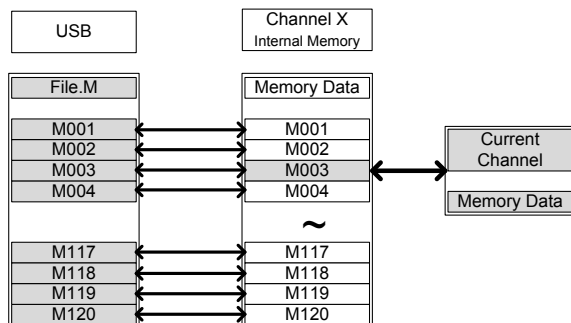 USB
Channel X
Internal Memory
File.M
Memory Data
M001
M001
M002
M002
M003
M003
M004
M004
Current
Channel
Memory Data
~
M117
M117
M118
M118
M119
M119
M120
M120